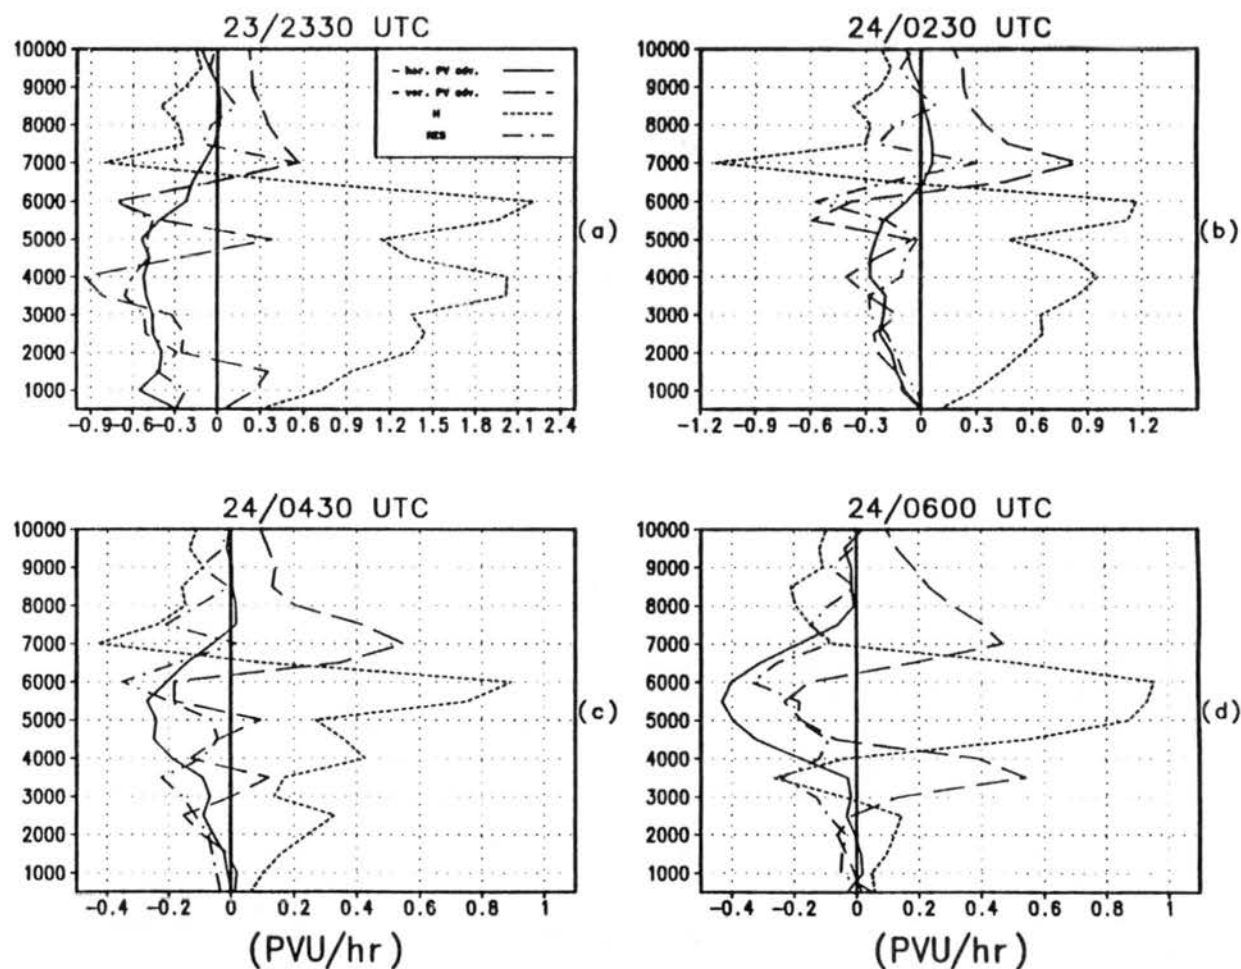 23/2330 UTC
10000
9000
8000
7000
6000
5000
4000
3000
2000
1000
-0.9 -0.6 -0.3 0 0.3 0.6 0.9 1.2 1.5 1.8 2.1 2.4
hor. PV adv.
ver. PV adv.
H
RES
(a)
24/0230 UTC
10000
9000
8000
7000
6000
5000
4000
3000
2000
1000
-1.2 -0.9 -0.6 -0.3 0 0.3 0.6 0.9 1.2
(b)
24/0430 UTC
10000
9000
8000
7000
6000
5000
4000
3000
2000
1000
-0.4 -0.2 0 0.2 0.4 0.6 0.8 1
(PVU/hr)
(c)
24/0600 UTC
10000
9000
8000
7000
6000
5000
4000
3000
2000
1000
-0.4 -0.2 0 0.2 0.4 0.6 0.8 1
(PVU/hr)
(d)